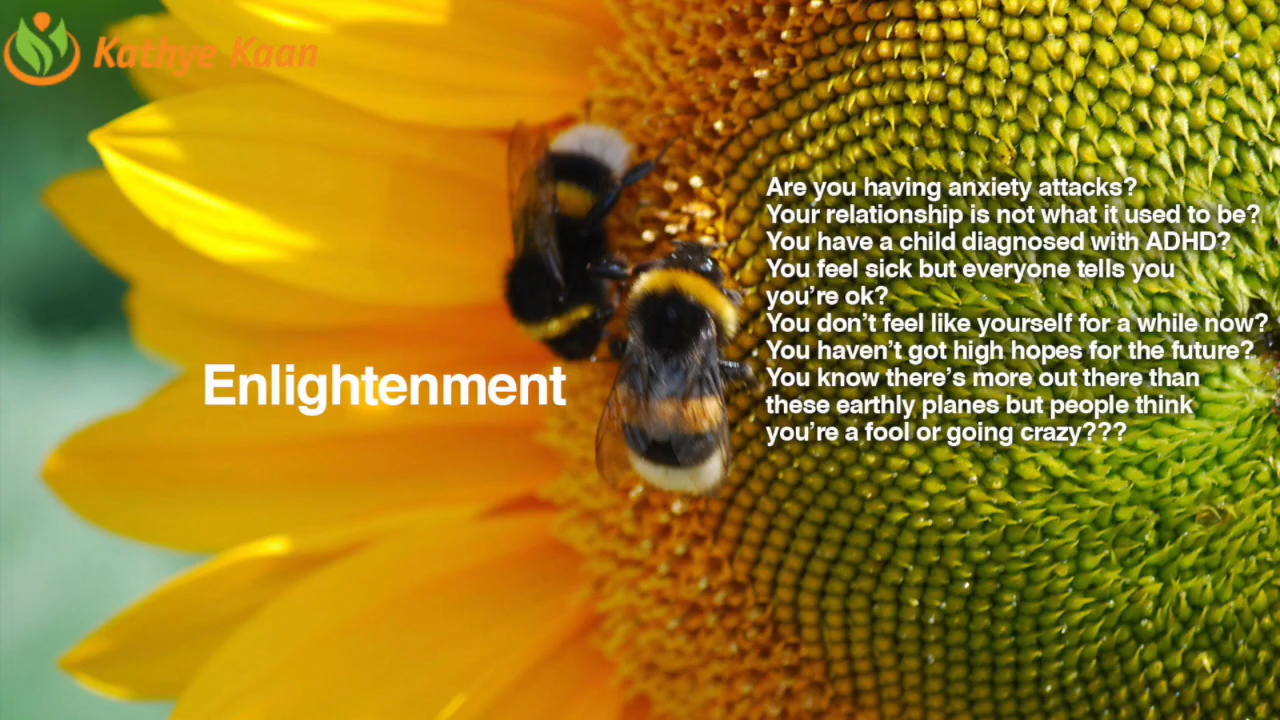 Kathye Kaan
Enlightenment
Are you having anxiety attacks?
Your relationship is not what it used to be?
You have a child diagnosed with ADHD?
You feel sick but everyone tells you
you’re ok?
You don’t feel like yourself for a while now?
You haven’t got high hopes for the future?
You know there’s more out there than
these earthly planes but people think
you’re a fool or going crazy???